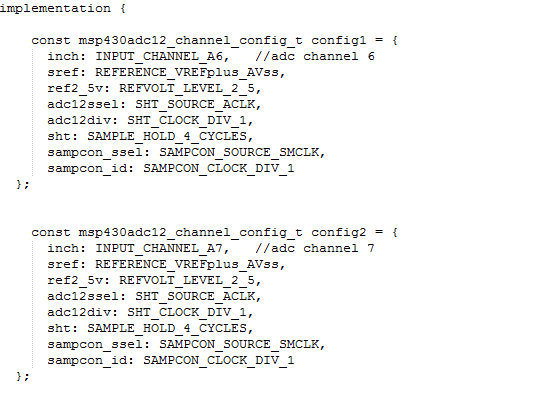 implementation {
const msp430adc12_channel_config_t config1 = {
inch: INPUT_CHANNEL_A6,   //adc channel 6
sref: REFERENCE_VREFplus_AVss,
ref2_5v: REFVOLT_LEVEL_2_5,
adc12ssel: SHT_SOURCE_ACLK,
adc12div: SHT_CLOCK_DIV_1,
sht: SAMPLE_HOLD_4_CYCLES,
sampcon_ssel: SAMPCON_SOURCE_SMCLK,
sampcon_id: SAMPCON_CLOCK_DIV_1
};
const msp430adc12_channel_config_t config2 = {
inch: INPUT_CHANNEL_A7,   //adc channel 7
sref: REFERENCE_VREFplus_AVss,
ref2_5v: REFVOLT_LEVEL_2_5,
adc12ssel: SHT_SOURCE_ACLK,
adc12div: SHT_CLOCK_DIV_1,
sht: SAMPLE_HOLD_4_CYCLES,
sampcon_ssel: SAMPCON_SOURCE_SMCLK,
sampcon_id: SAMPCON_CLOCK_DIV_1
};